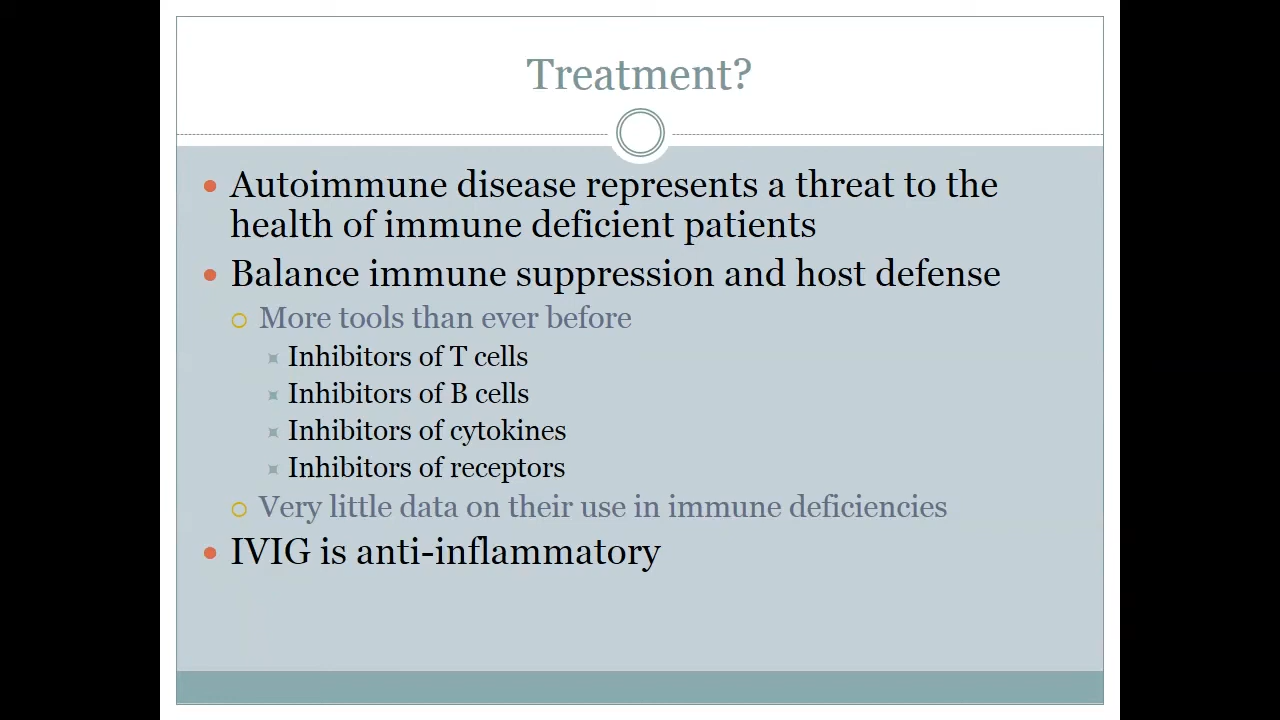 Treatment?
Autoimmune disease represents a threat to the
health of immune deficient patients
Balance immune suppression and host defense
More tools than ever before
Inhibitors of T cells
Inhibitors of B cells
Inhibitors of cytokines
Inhibitors of receptors
Very little data on their use in immune deficiencies
IVIG is anti-inflammatory